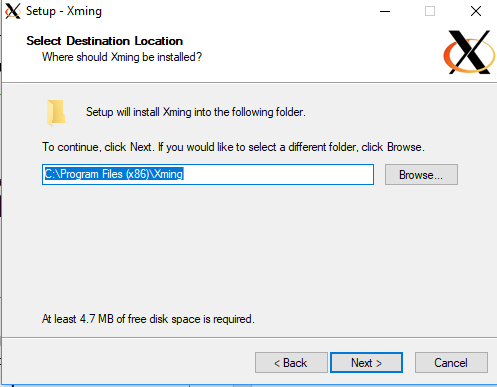 Setup - Xming
Select Destination Location
Where should Xming be installed?
Setup will install Xming into the following folder.
To continue, click Next. If you would like to select a different folder, click Browse.
C:\Program Files (x86)\Xming
Browse...
At least 4.7 MB of free disk space is required.
< Back
Next >
Cancel